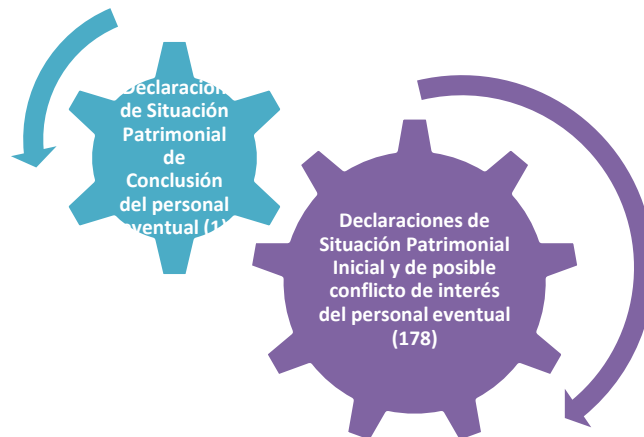 Declaración
de Situación
Patrimonial
de
Conclusión
del personal
eventual (1)
Declaraciones de
Situación Patrimonial
Inicial y de posible
conflicto de interés
del personal eventual
(178)